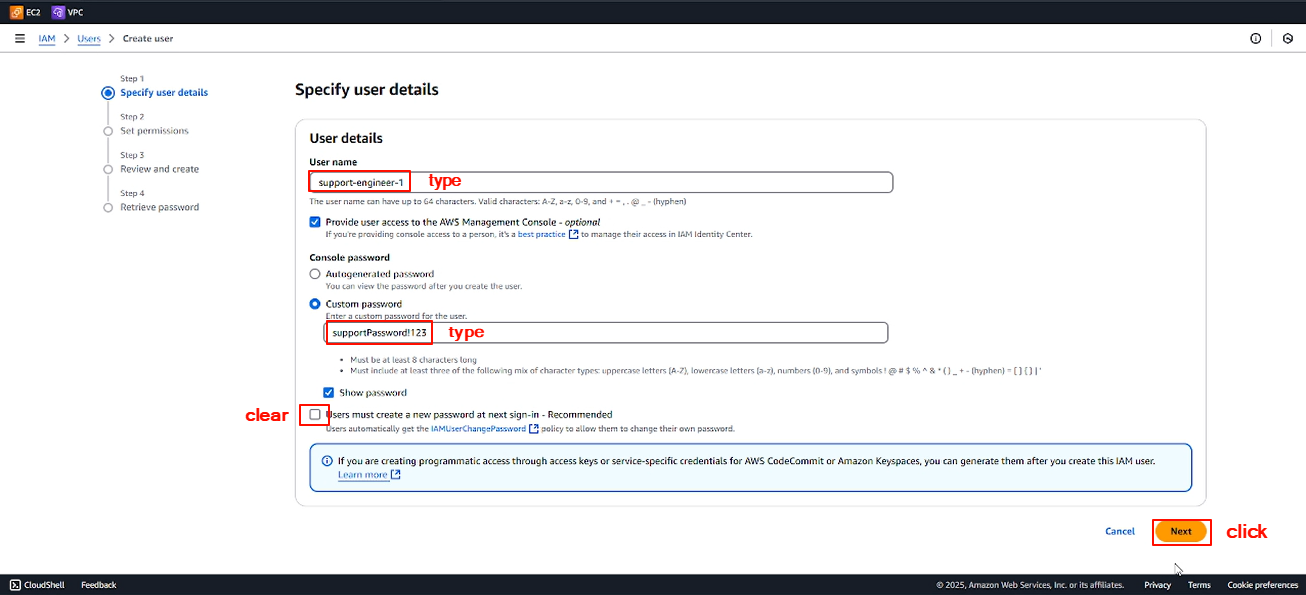 EC2 VPC
IAM > Users > Create user
Step 1
Specify user details
Step 2
Set permissions
Step 3
Review and create
Step 4
Retrieve password
Specify user details
User details
User name
support-engineer-1 type
The user name can have up to 64 characters. Valid characters: A-Z, a-z, 0-9, and + = , . @ _ - (hyphen)
Provide user access to the AWS Management Console - optional
If you're providing console access to a person, it's a best practice to manage their access in IAM Identity Center.
Console password
Autogenerated password
You can view the password after you create the user.
Custom password
Enter a custom password for the user.
supportPassword!123 type
• Must be at least 8 characters long
• Must include at least three of the following mix of character types: uppercase letters (A-Z), lowercase letters (a-z), numbers (0-9), and symbols ! @ # $ % ^ & * ( ) _ + - (hyphen) = [ ] { } | '
Show password
clear Users must create a new password at next sign-in - Recommended
Users automatically get the IAMUserChangePassword policy to allow them to change their own password.
If you are creating programmatic access through access keys or service-specific credentials for AWS CodeCommit or Amazon Keyspaces, you can generate them after you create this IAM user.
Learn more
Cancel Next click
CloudShell Feedback © 2025, Amazon Web Services, Inc. or its affiliates. Privacy Terms Cookie preferences